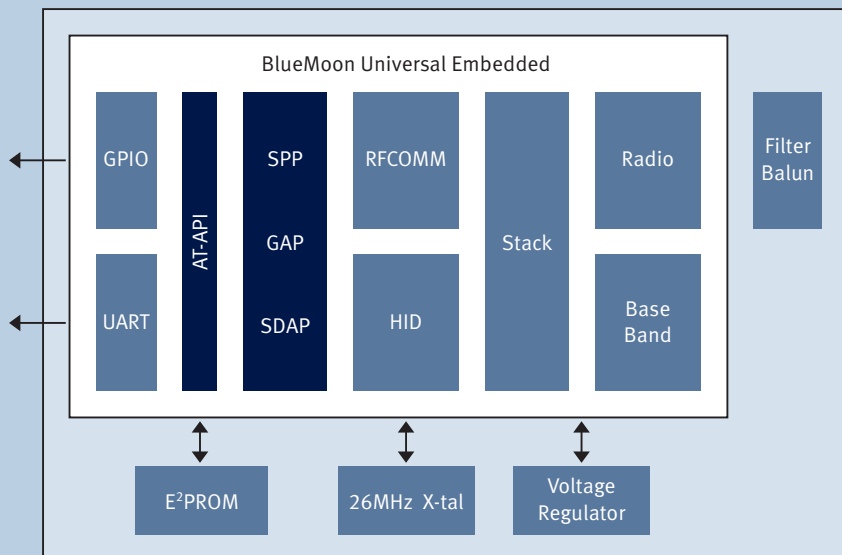 BlueMoon Universal Embedded
GPIO
UART
AT-API
SPP
GAP
SDAP
RFCOMM
HID
Stack
Radio
Base
Band
Filter
Balun
E²PROM
26MHz X-tal
Voltage
Regulator